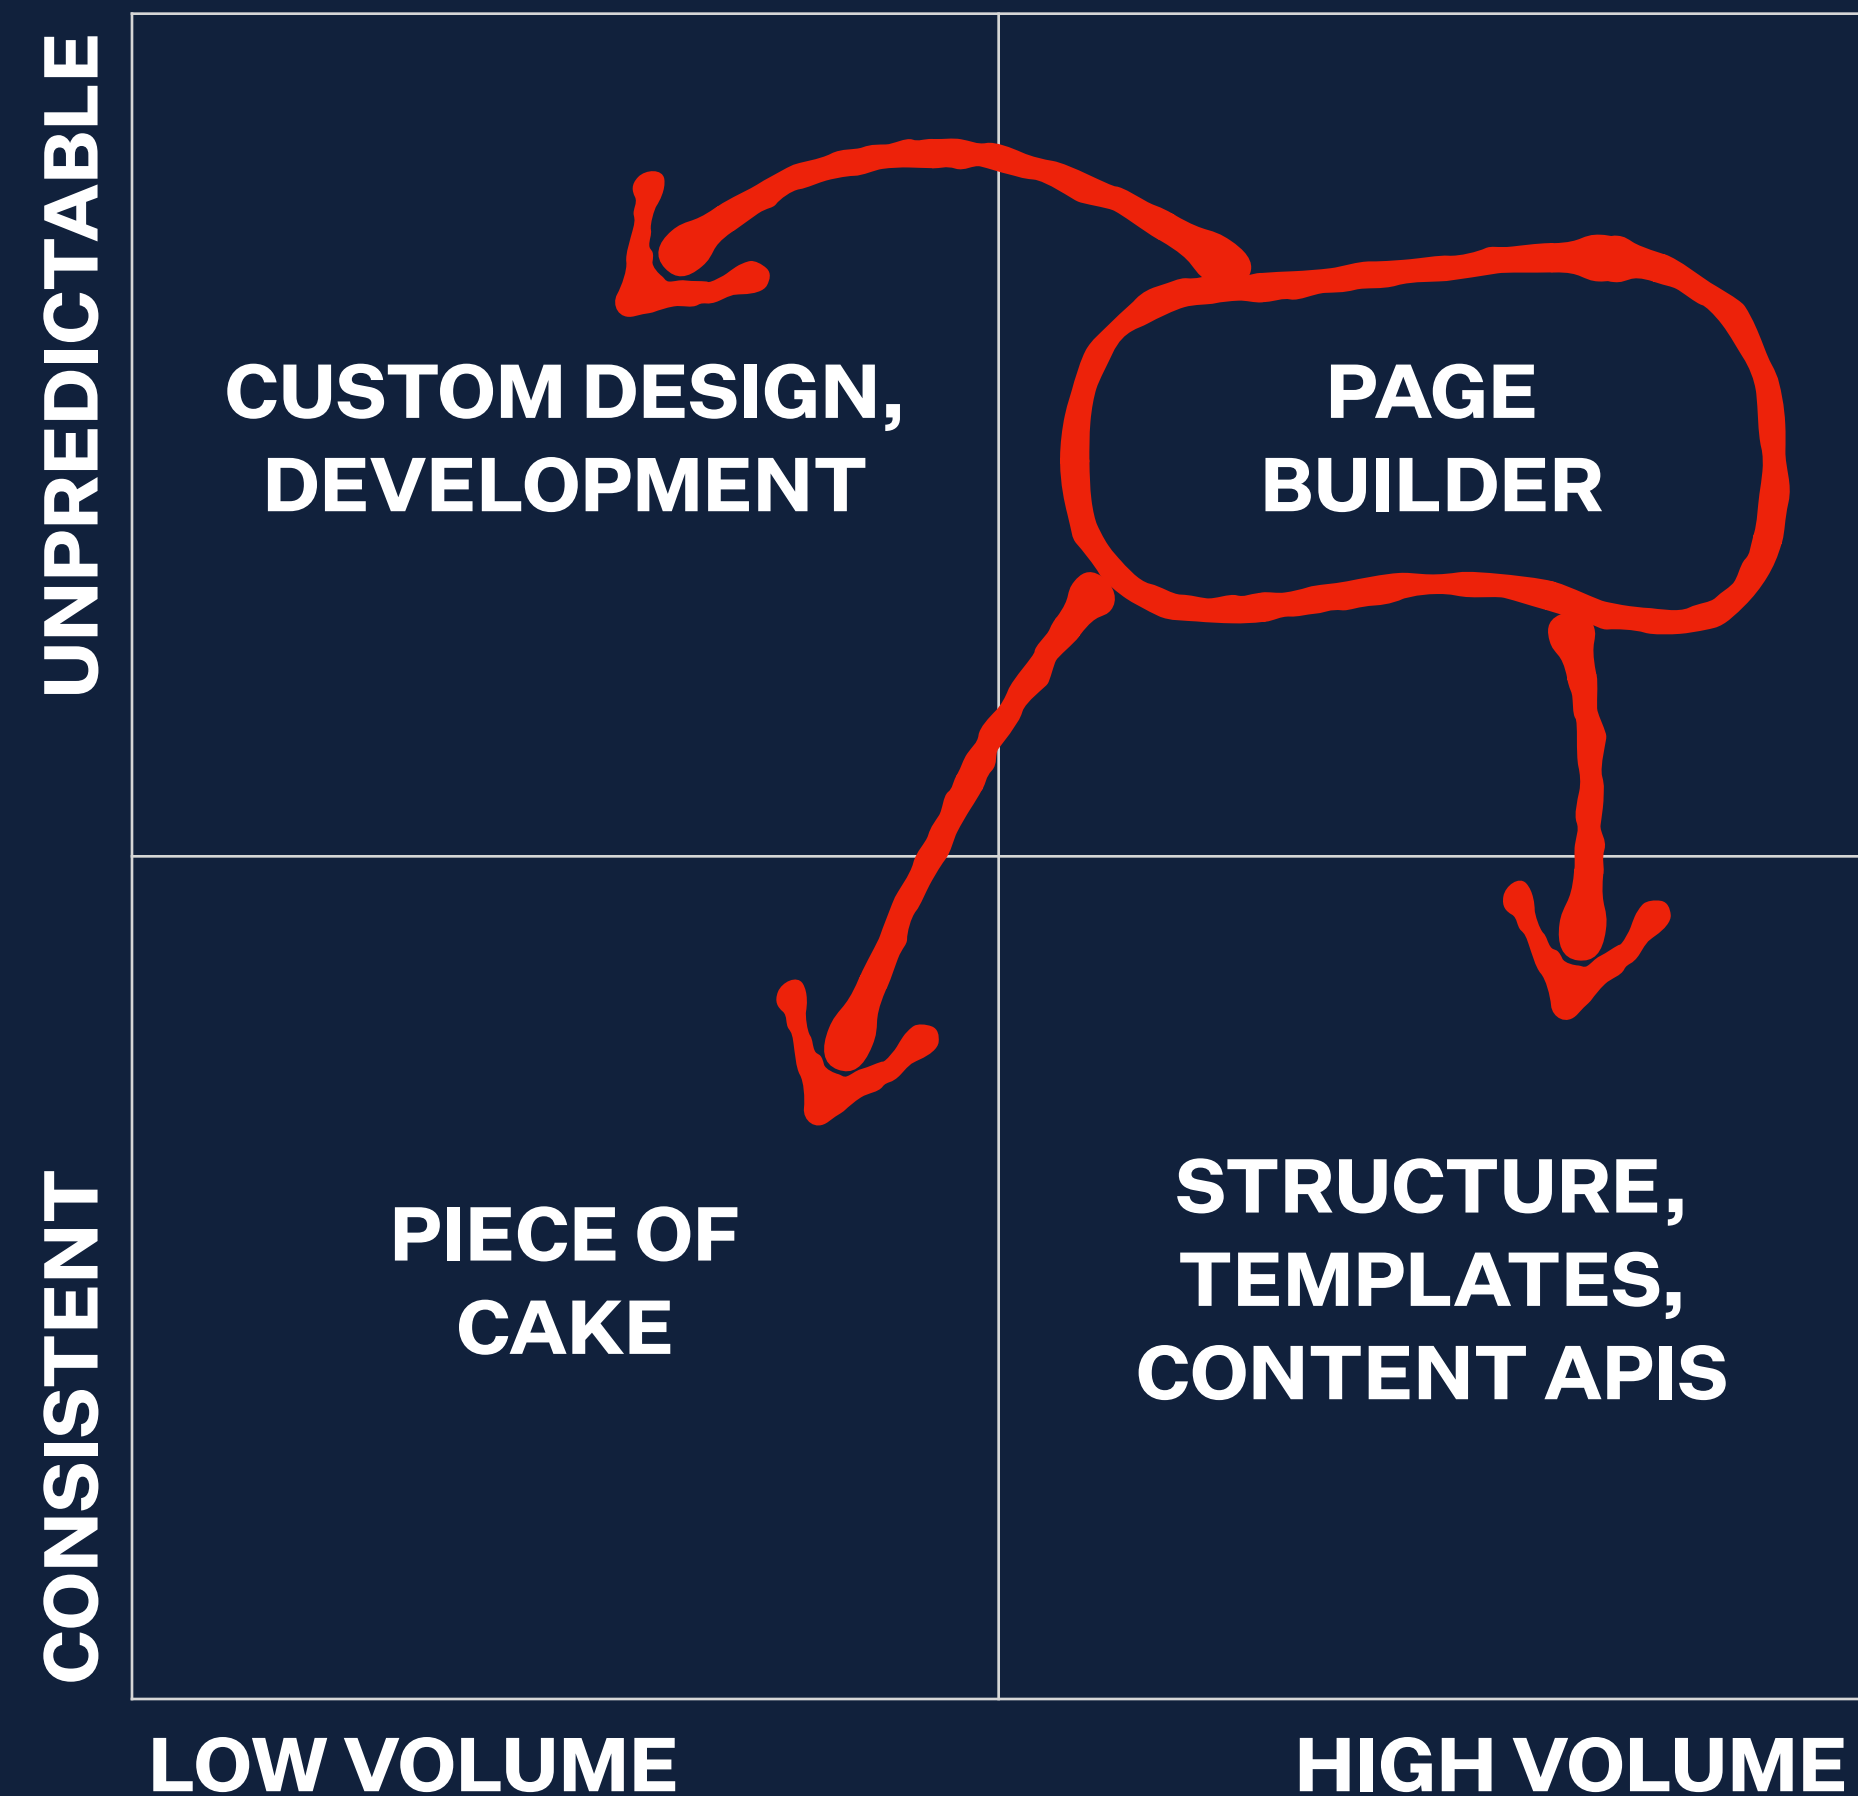 UNPREDICTABLE
CUSTOM DESIGN,
DEVELOPMENT
PAGE
BUILDER
CONSISTENT
PIECE OF
CAKE
STRUCTURE,
TEMPLATES,
CONTENT APIS
LOW VOLUME
HIGH VOLUME